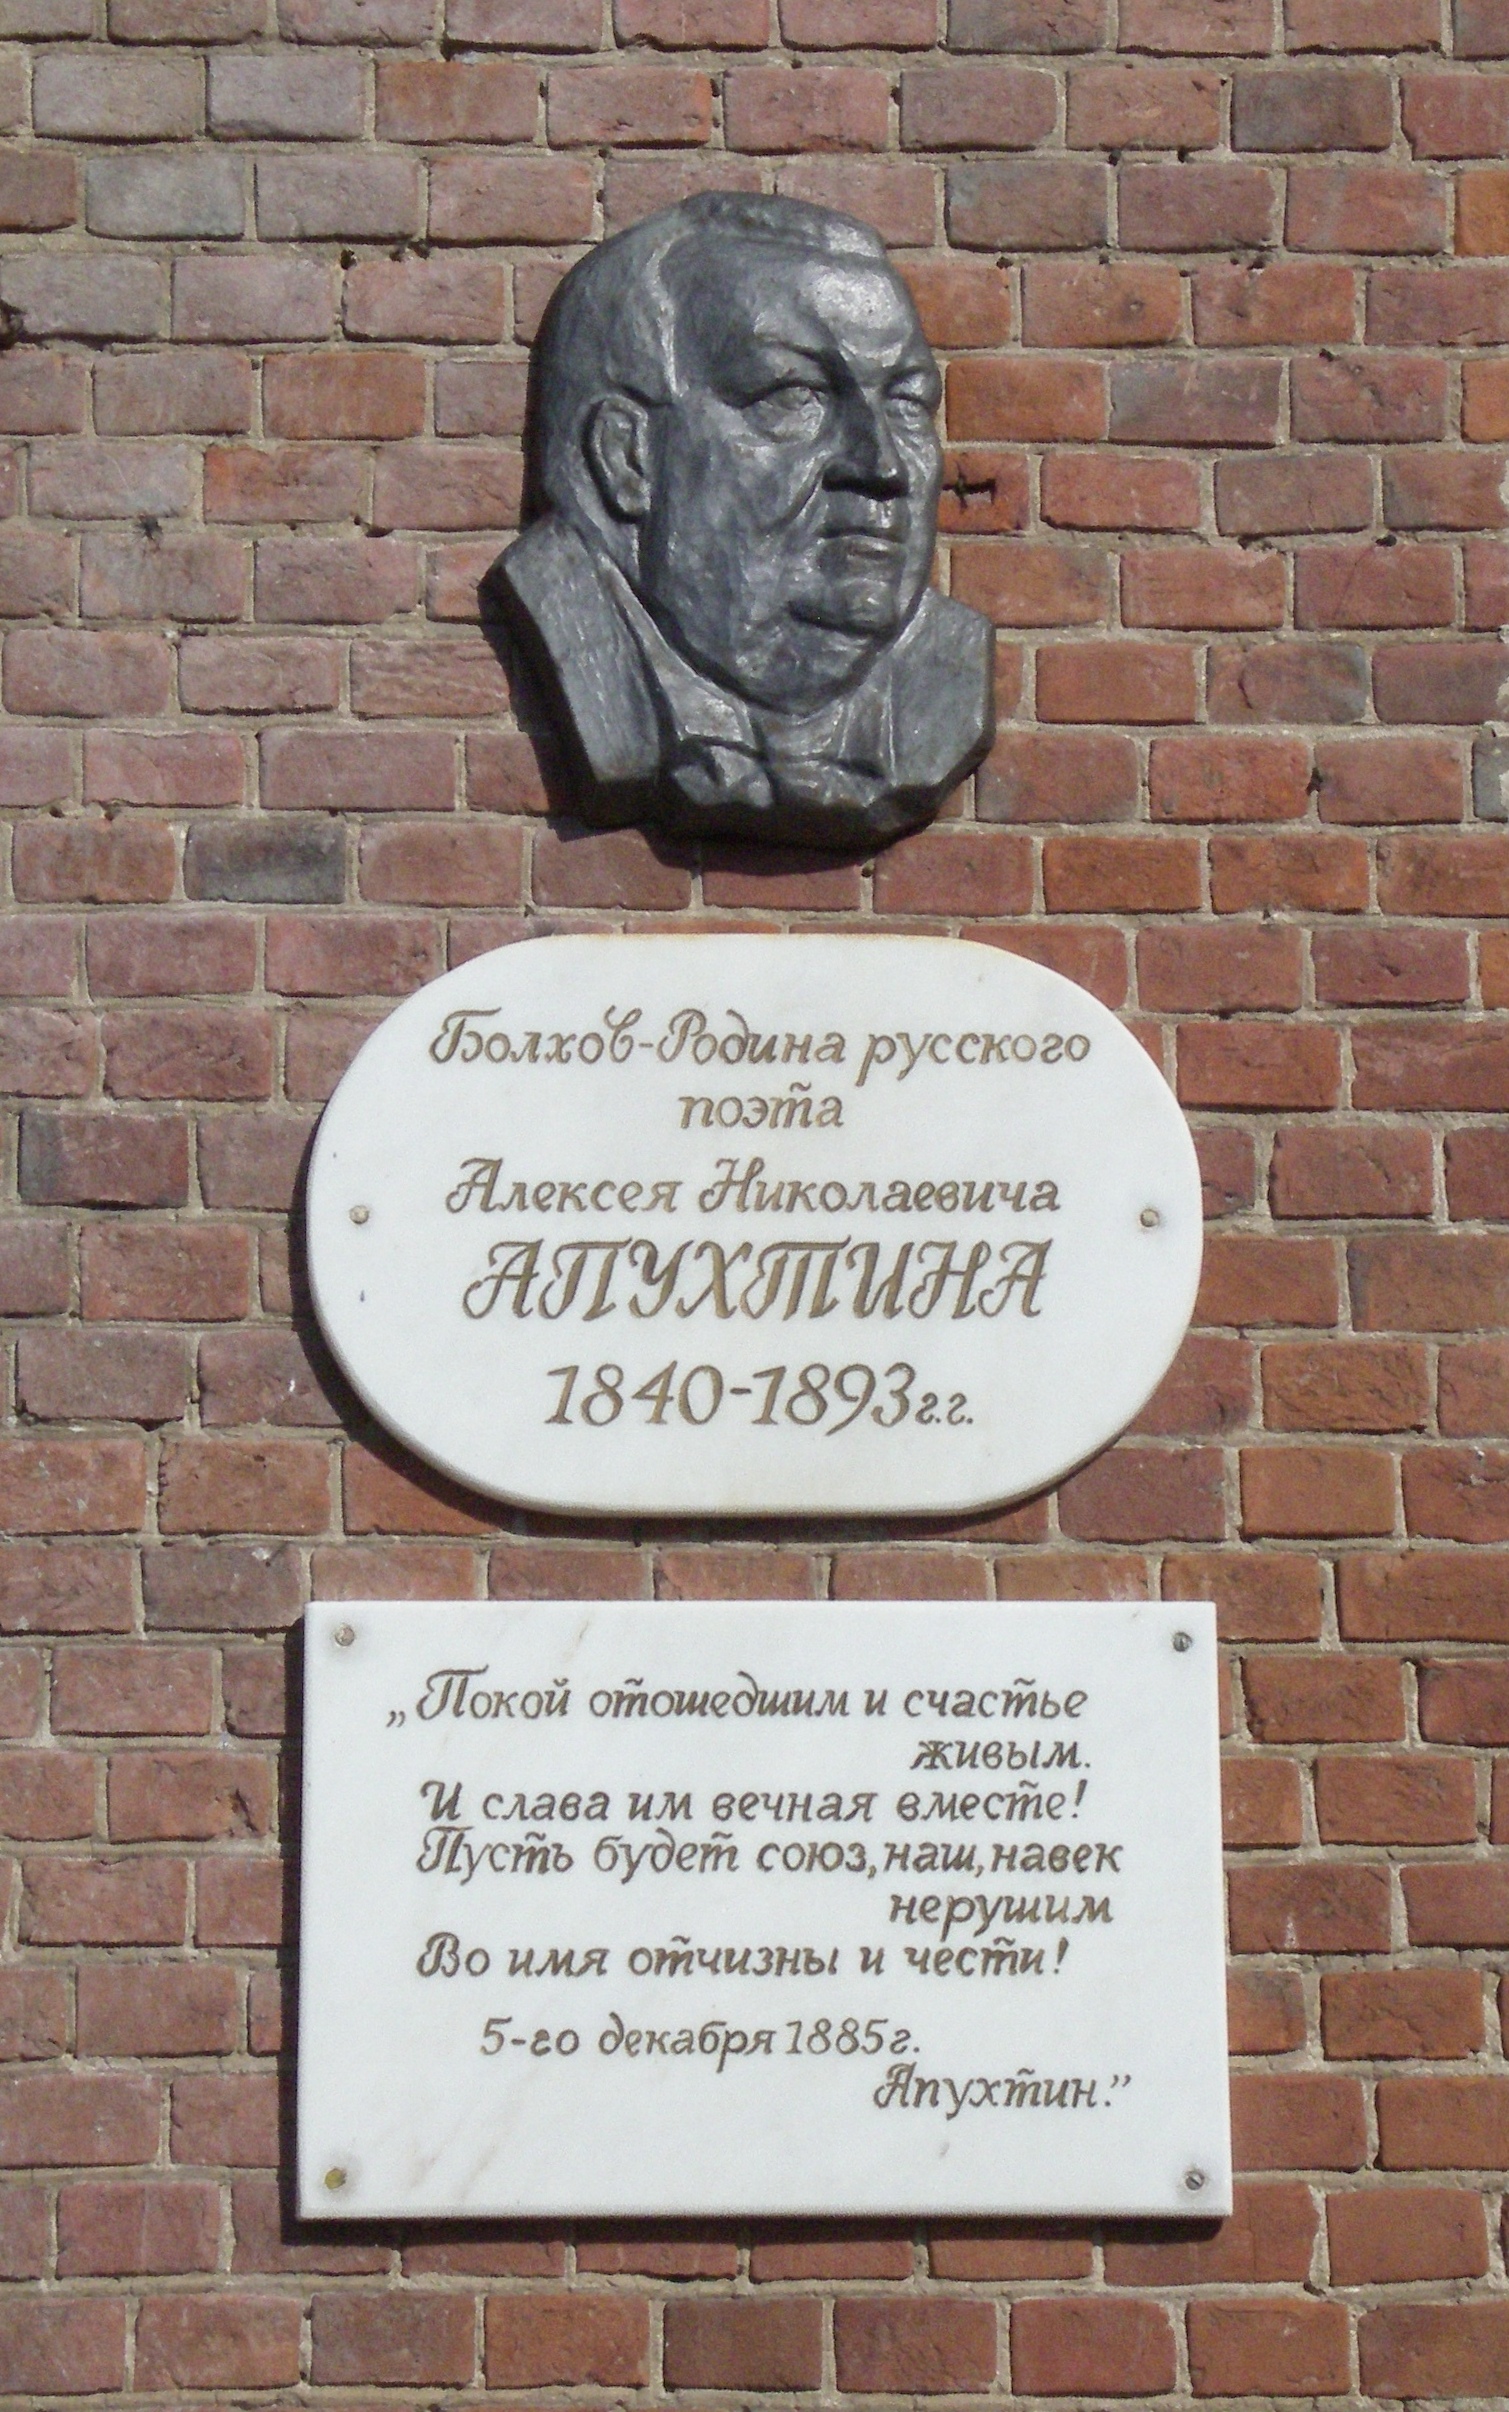 Болхов-Родина русского
поэта
Алексея Николаевича
АПУХТИНА
1840-1893г.г.
„Покой отошедшим и счастье
живым.
И слава им вечная вместе!
Пусть будет союз,наш,навек
нерушим
Во имя отчизны и чести!
5-го декабря 1885г.
Апухтин.”